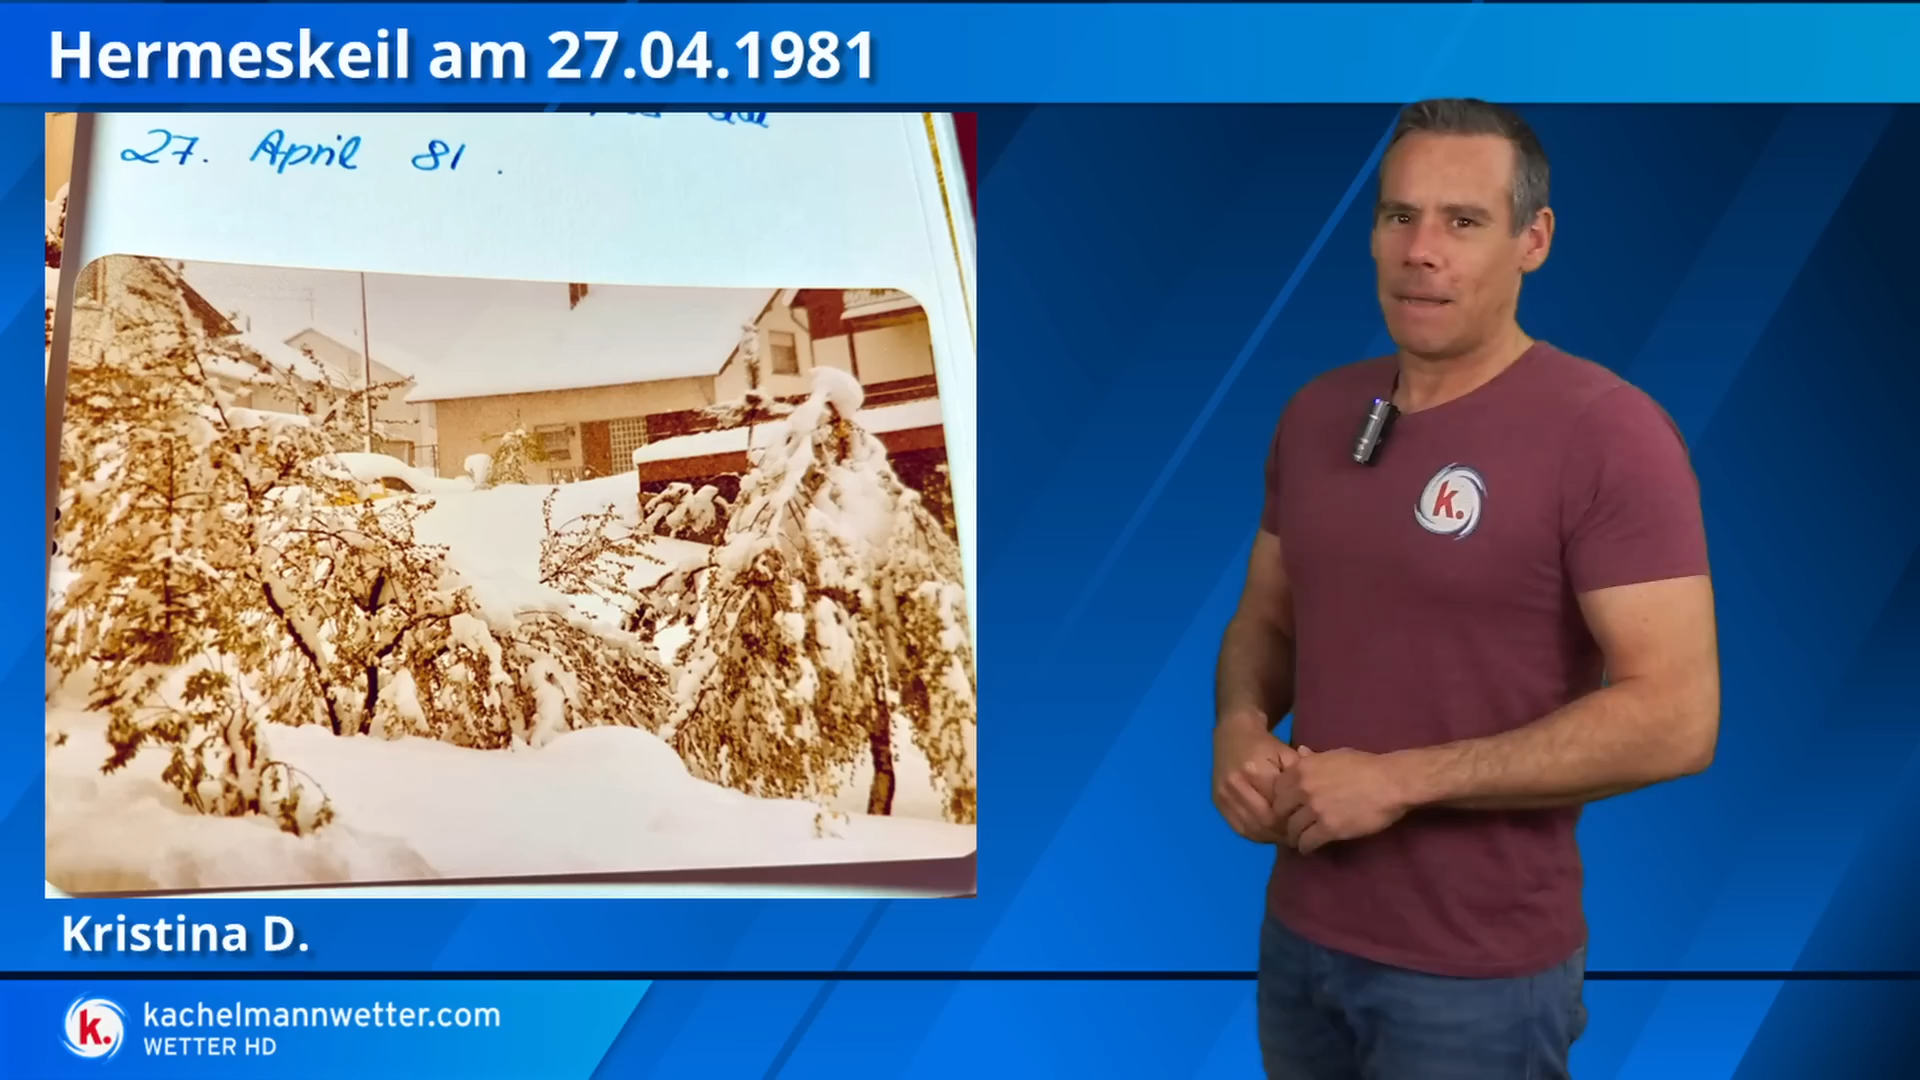 Hermeskeil am 27.04.1981
27. April 81.
k.
Kristina D.
k.
kachelmannwetter.com
WETTER HD